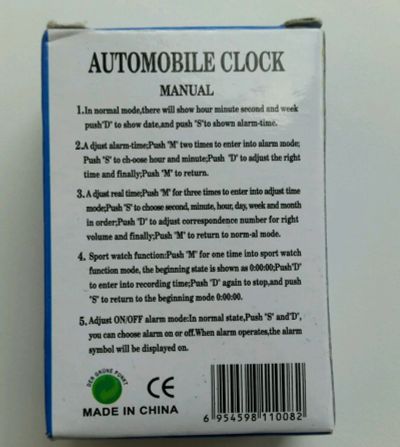 AUTOMOBILE CLOCK
MANUAL
1.In normal mode,there will show hour minute second and week
push"D" to show date,and push "S"to shown alarm-time.
2.A djust alarm-time;Push "M" two times to enter into alarm mode;
Push "S" to ch-oose hour and minute;Push "D" to adjust the right
time and finally;Push "M" to return.
3.A djust real time;Push "M" for three times to enter into adjust time
mode;Push "S" to choose second, minute, hour, day, week and month
in order;Push "D" to adjust correspondence number for right
volume and finally;Push "M" to return to norm-al mode.
4. Sport watch function:Push "M" for one time into sport watch
function mode, the beginning state is shown as 0:00:00;Push"D"
to enter into recording time;Push "D" again to stop,and push
"S" to return to the beginning mode 0:00:00.
5. Adjust ON/OFF alarm mode:In normal state,Push "S" and"D",
you can choose alarm on or off.When alarm operates,the alarm
symbol will be displayed on.
DER GRÜNE PUNKT
CE
MADE IN CHINA
6 954598 110082